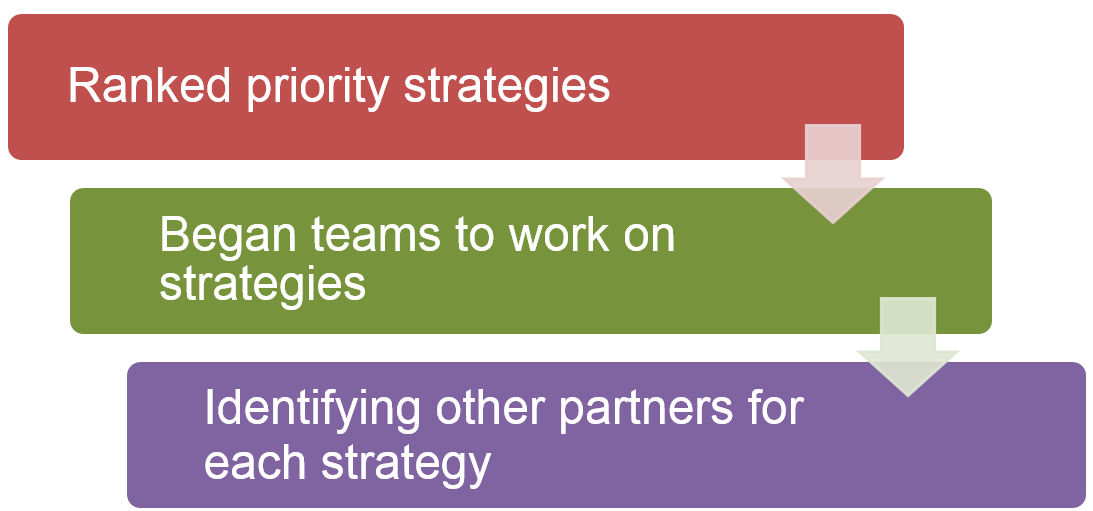 Ranked priority strategies
Began teams to work on
strategies
Identifying other partners for
each strategy